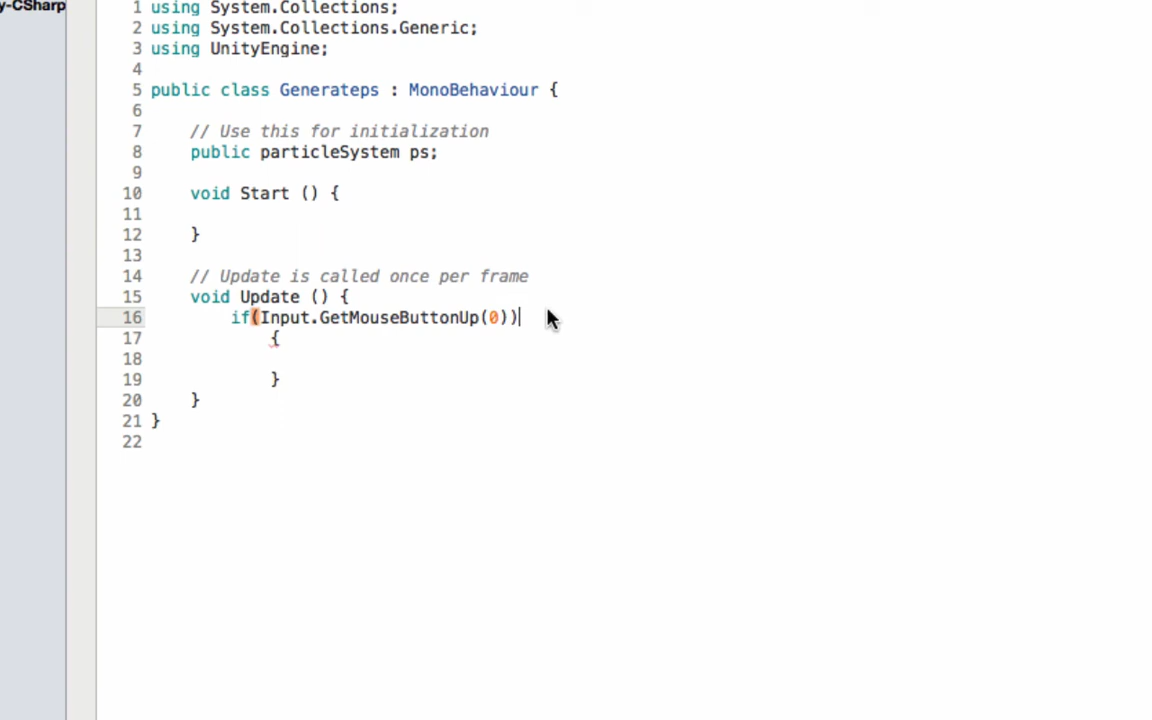 y-CSharp
1 using System.Collections;
2 using System.Collections.Generic;
3 using UnityEngine;
4
5 public class Generateps : MonoBehaviour {
6
7 // Use this for initialization
8 public particleSystem ps;
9
10 void Start () {
11
12 }
13
14 // Update is called once per frame
15 void Update () {
16 if(Input.GetMouseButtonUp(0))
17 {
18
19 }
20 }
21 }
22